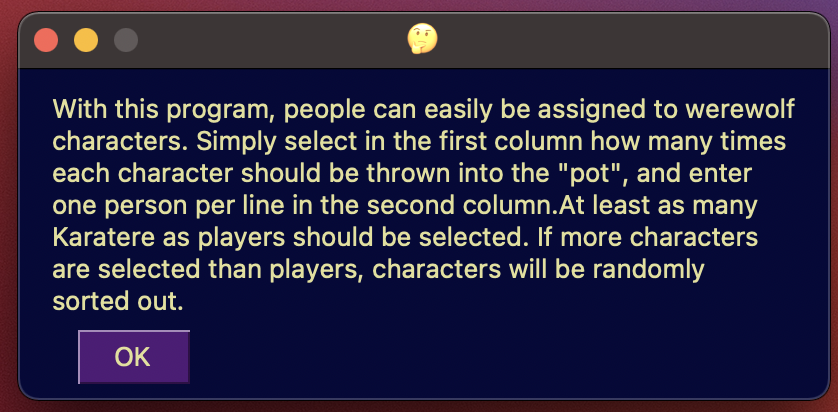 With this program, people can easily be assigned to werewolf
characters. Simply select in the first column how many times
each character should be thrown into the "pot", and enter
one person per line in the second column.At least as many
Karatere as players should be selected. If more characters
are selected than players, characters will be randomly
sorted out.
OK